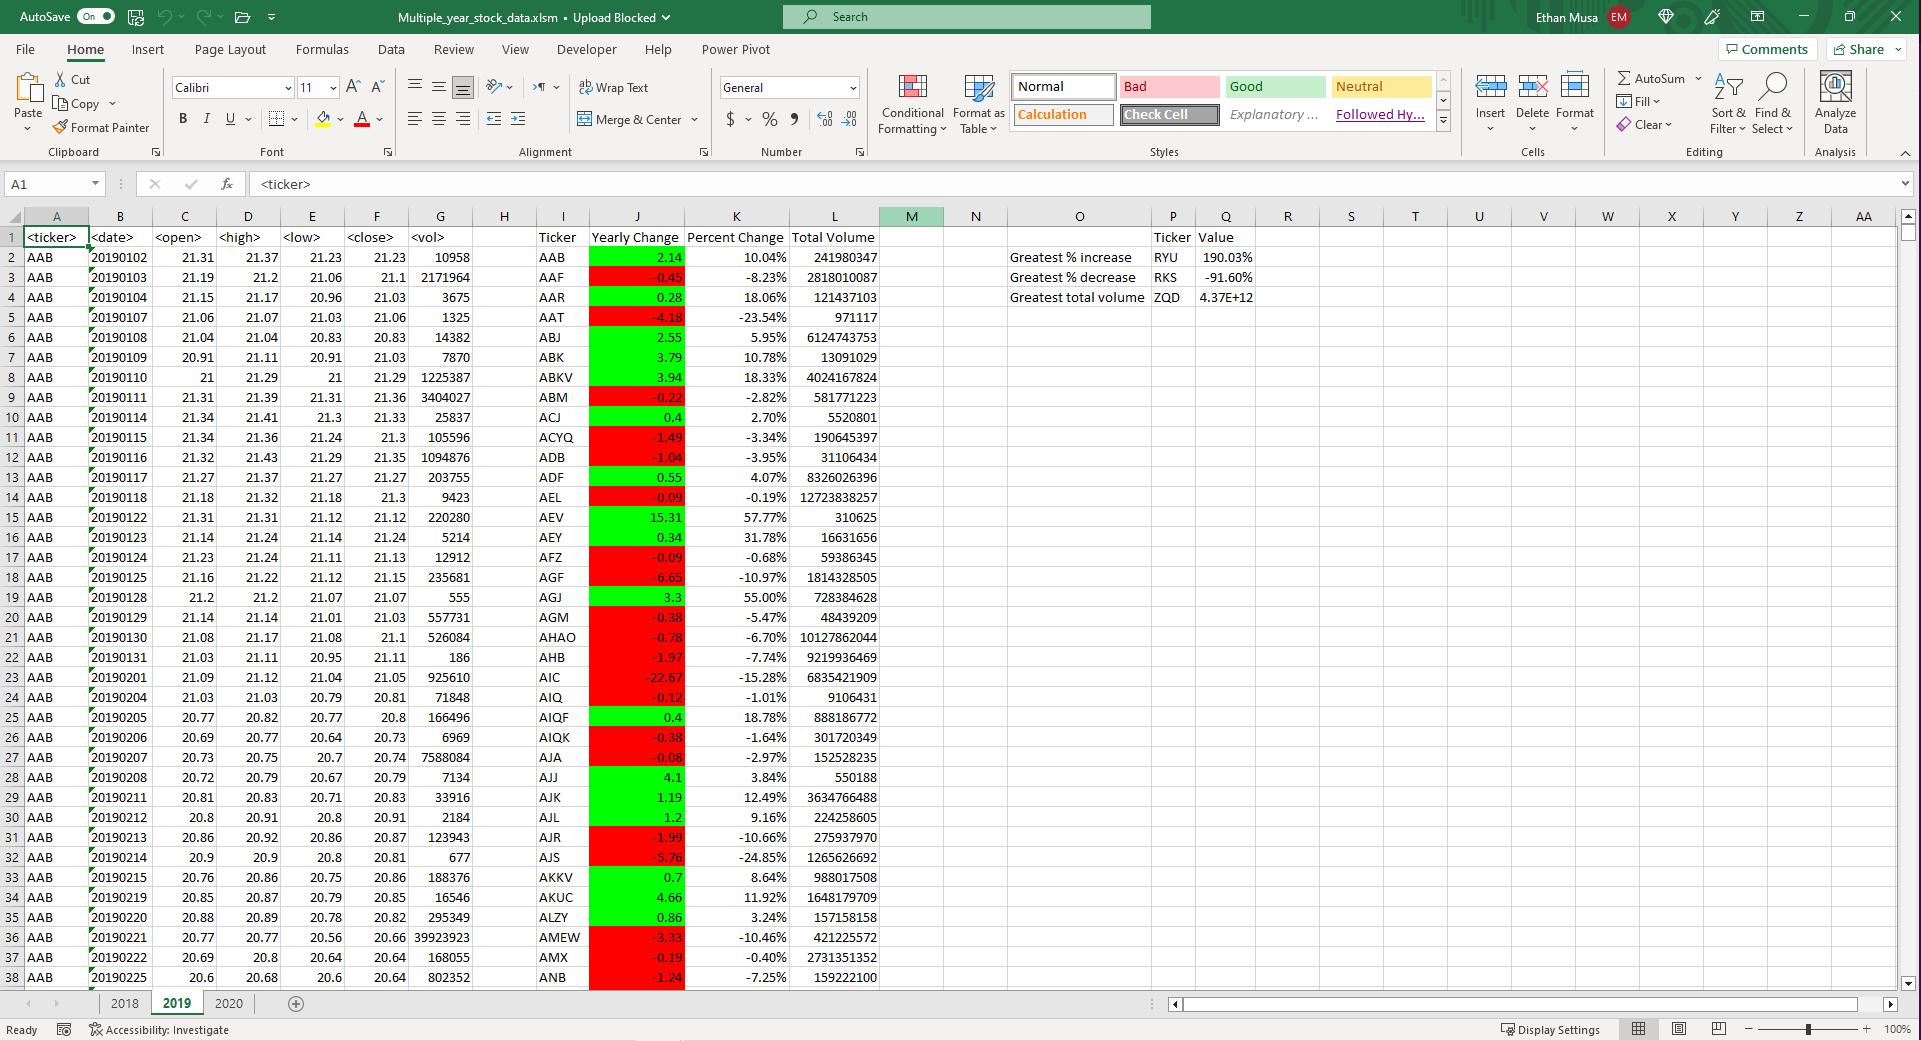 AutoSave On Multiple_year_stock_data.xlsm • Upload Blocked Search Ethan Musa EM
File Home Insert Page Layout Formulas Data Review View Developer Help Power Pivot Comments Share
Paste Cut Copy Format Painter Clipboard
Calibri 11 A^ A˅ B I U A Font
ab Wrap Text Merge & Center Alignment
General $ % 9 Number
Conditional Formatting Format as Table
Normal Bad Good Neutral
Calculation Check Cell Explanatory ... Followed Hy...
Styles
Insert Delete Format Cells
AutoSum Fill Clear Sort & Filter Find & Select Editing
Analyze Data Analysis
A1 fx <ticker>
A B C D E F G H I J K L M N O P Q R S T U V W X Y Z AA
1 <ticker> <date> <open> <high> <low> <close> <vol> Ticker Yearly Change Percent Change Total Volume Ticker Value
2 AAB 20190102 21.31 21.37 21.23 21.23 10958 AAB 2.14 10.04% 241980347 Greatest % increase RYU 190.03%
3 AAB 20190103 21.19 21.2 21.06 21.1 2171964 AAF -0.45 -8.23% 2818010087 Greatest % decrease RKS -91.60%
4 AAB 20190104 21.15 21.17 20.96 21.03 3675 AAR 0.28 18.06% 121437103 Greatest total volume ZQD 4.37E+12
5 AAB 20190107 21.06 21.07 21.03 21.06 1325 AAT -4.18 -23.54% 971117
6 AAB 20190108 21.04 21.04 20.83 20.83 14382 ABJ 2.55 5.95% 6124743753
7 AAB 20190109 20.91 21.11 20.91 21.03 7870 ABK 3.79 10.78% 13091029
8 AAB 20190110 21 21.29 21 21.29 1225387 ABKV 3.94 18.33% 4024167824
9 AAB 20190111 21.31 21.39 21.31 21.36 3404027 ABM -0.22 -2.82% 581771223
10 AAB 20190114 21.34 21.41 21.3 21.33 25837 ACJ 0.4 2.70% 5520801
11 AAB 20190115 21.34 21.36 21.24 21.3 105596 ACYQ -1.49 -3.34% 190645397
12 AAB 20190116 21.32 21.43 21.29 21.35 1094876 ADB -1.04 -3.95% 31106434
13 AAB 20190117 21.27 21.37 21.27 21.27 203755 ADF 0.55 4.07% 8326026396
14 AAB 20190118 21.18 21.32 21.18 21.3 9423 AEL -0.09 -0.19% 12723838257
15 AAB 20190122 21.31 21.31 21.12 21.12 220280 AEV 15.31 57.77% 310625
16 AAB 20190123 21.14 21.24 21.14 21.24 5214 AEY 0.34 31.78% 16631656
17 AAB 20190124 21.23 21.24 21.11 21.13 12912 AFZ -0.09 -0.68% 59386345
18 AAB 20190125 21.16 21.22 21.12 21.15 235681 AGF -6.65 -10.97% 1814328505
19 AAB 20190128 21.2 21.2 21.07 21.07 555 AGJ 3.3 55.00% 728384628
20 AAB 20190129 21.14 21.14 21.01 21.03 557731 AGM -0.38 -5.47% 48439209
21 AAB 20190130 21.08 21.17 21.08 21.1 526084 AHAO -0.78 -6.70% 10127862044
22 AAB 20190131 21.03 21.11 20.95 21.11 186 AHB -1.97 -7.74% 9219936469
23 AAB 20190201 21.09 21.12 21.04 21.05 925610 AIC -22.67 -15.28% 6835421909
24 AAB 20190204 21.03 21.03 20.79 20.81 71848 AIQ -0.12 -1.01% 9106431
25 AAB 20190205 20.77 20.82 20.77 20.8 166496 AIQF 0.4 18.78% 888186772
26 AAB 20190206 20.69 20.77 20.64 20.73 6969 AIQK -0.38 -1.64% 301720349
27 AAB 20190207 20.73 20.75 20.7 20.74 7588084 AJA -0.08 -2.97% 152528235
28 AAB 20190208 20.72 20.79 20.67 20.79 7134 AJJ 4.1 3.84% 550188
29 AAB 20190211 20.81 20.83 20.71 20.83 33916 AJK 1.19 12.49% 3634766488
30 AAB 20190212 20.8 20.91 20.8 20.91 2184 AJL 1.2 9.16% 224258605
31 AAB 20190213 20.86 20.92 20.86 20.87 123943 AJR -1.99 -10.66% 275937970
32 AAB 20190214 20.9 20.9 20.8 20.81 677 AJS -5.76 -24.85% 1265626692
33 AAB 20190215 20.76 20.86 20.75 20.86 188376 AKKV 0.7 8.64% 988017508
34 AAB 20190219 20.85 20.87 20.79 20.85 16546 AKUC 4.66 11.92% 1648179709
35 AAB 20190220 20.88 20.89 20.78 20.82 295349 ALZY 0.86 3.24% 157158158
36 AAB 20190221 20.77 20.77 20.56 20.66 39923923 AMEW -3.33 -10.46% 421225572
37 AAB 20190222 20.69 20.8 20.64 20.64 168055 AMX -0.19 -0.40% 2731351352
38 AAB 20190225 20.6 20.68 20.6 20.64 802352 ANB -1.24 -7.25% 159222100
2018 2019 2020
Ready Accessibility: Investigate Display Settings 100%